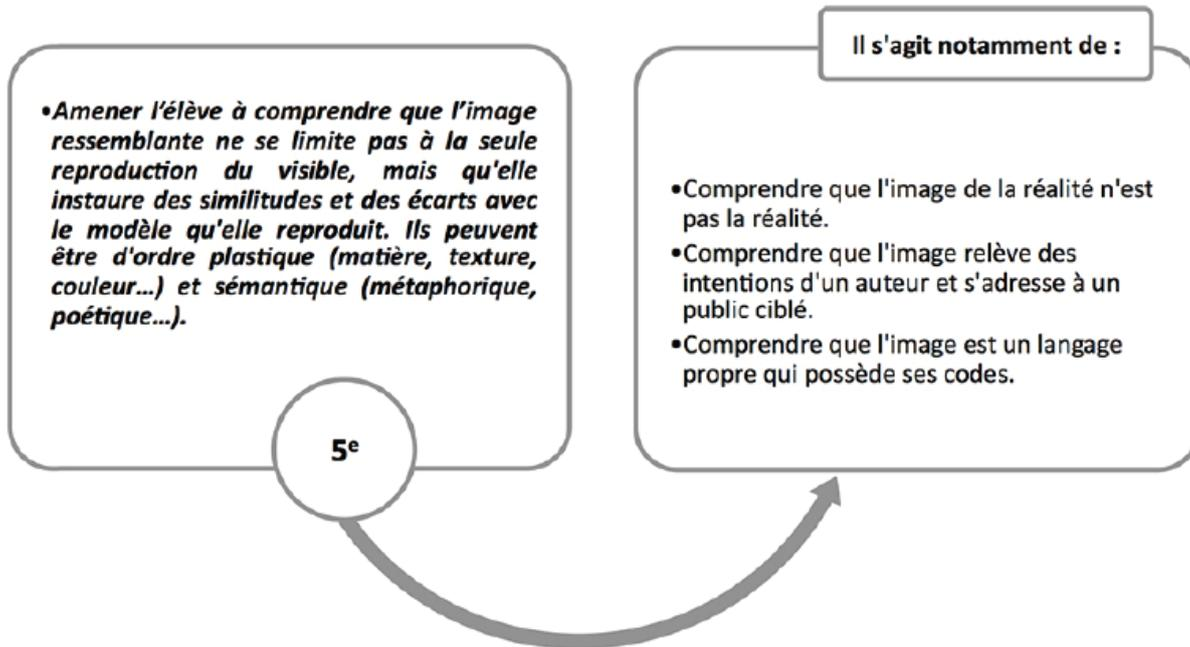 •Amener l'élève à comprendre que l'image
ressemblante ne se limite pas à la seule
reproduction du visible, mais qu'elle
instaure des similitudes et des écarts avec
le modèle qu'elle reproduit. Ils peuvent
être d'ordre plastique (matière, texture,
couleur...) et sémantique (métaphorique,
poétique...).
5e
Il s'agit notamment de :
•Comprendre que l'image de la réalité n'est
pas la réalité.
•Comprendre que l'image relève des
intentions d'un auteur et s'adresse à un
public ciblé.
•Comprendre que l'image est un langage
propre qui possède ses codes.